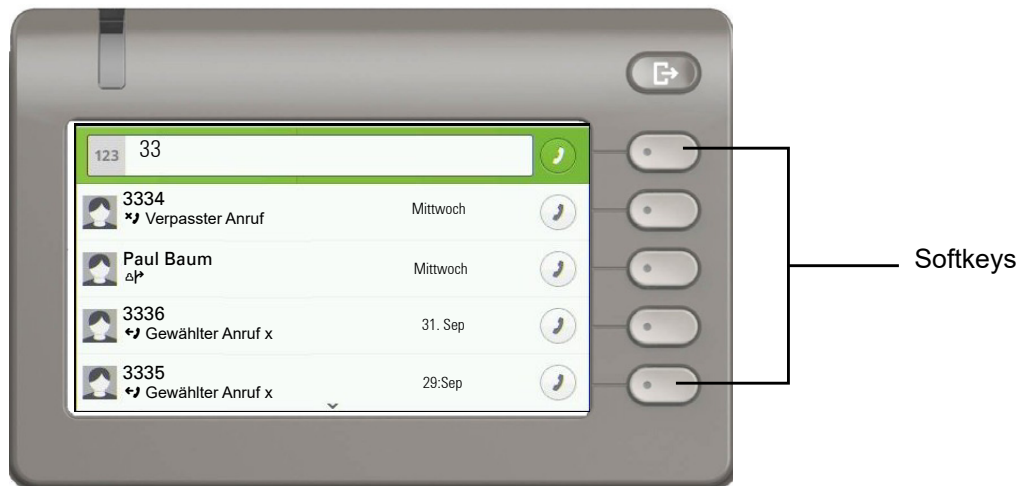 123 33
3334
Verpasster Anruf
Mittwoch
Paul Baum
Mittwoch
3336
Gewählter Anruf x
31. Sep
3335
Gewählter Anruf x
29:Sep
Softkeys